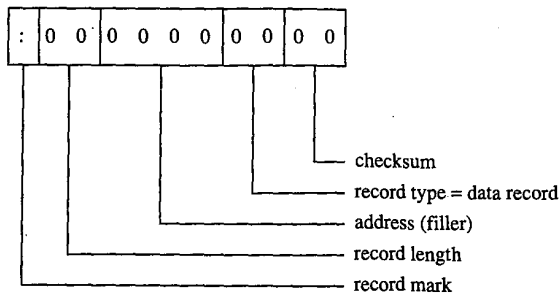 : 0 0 0 0 0 0 0 0 0 0
checksum
record type = data record
address (filler)
record length
record mark